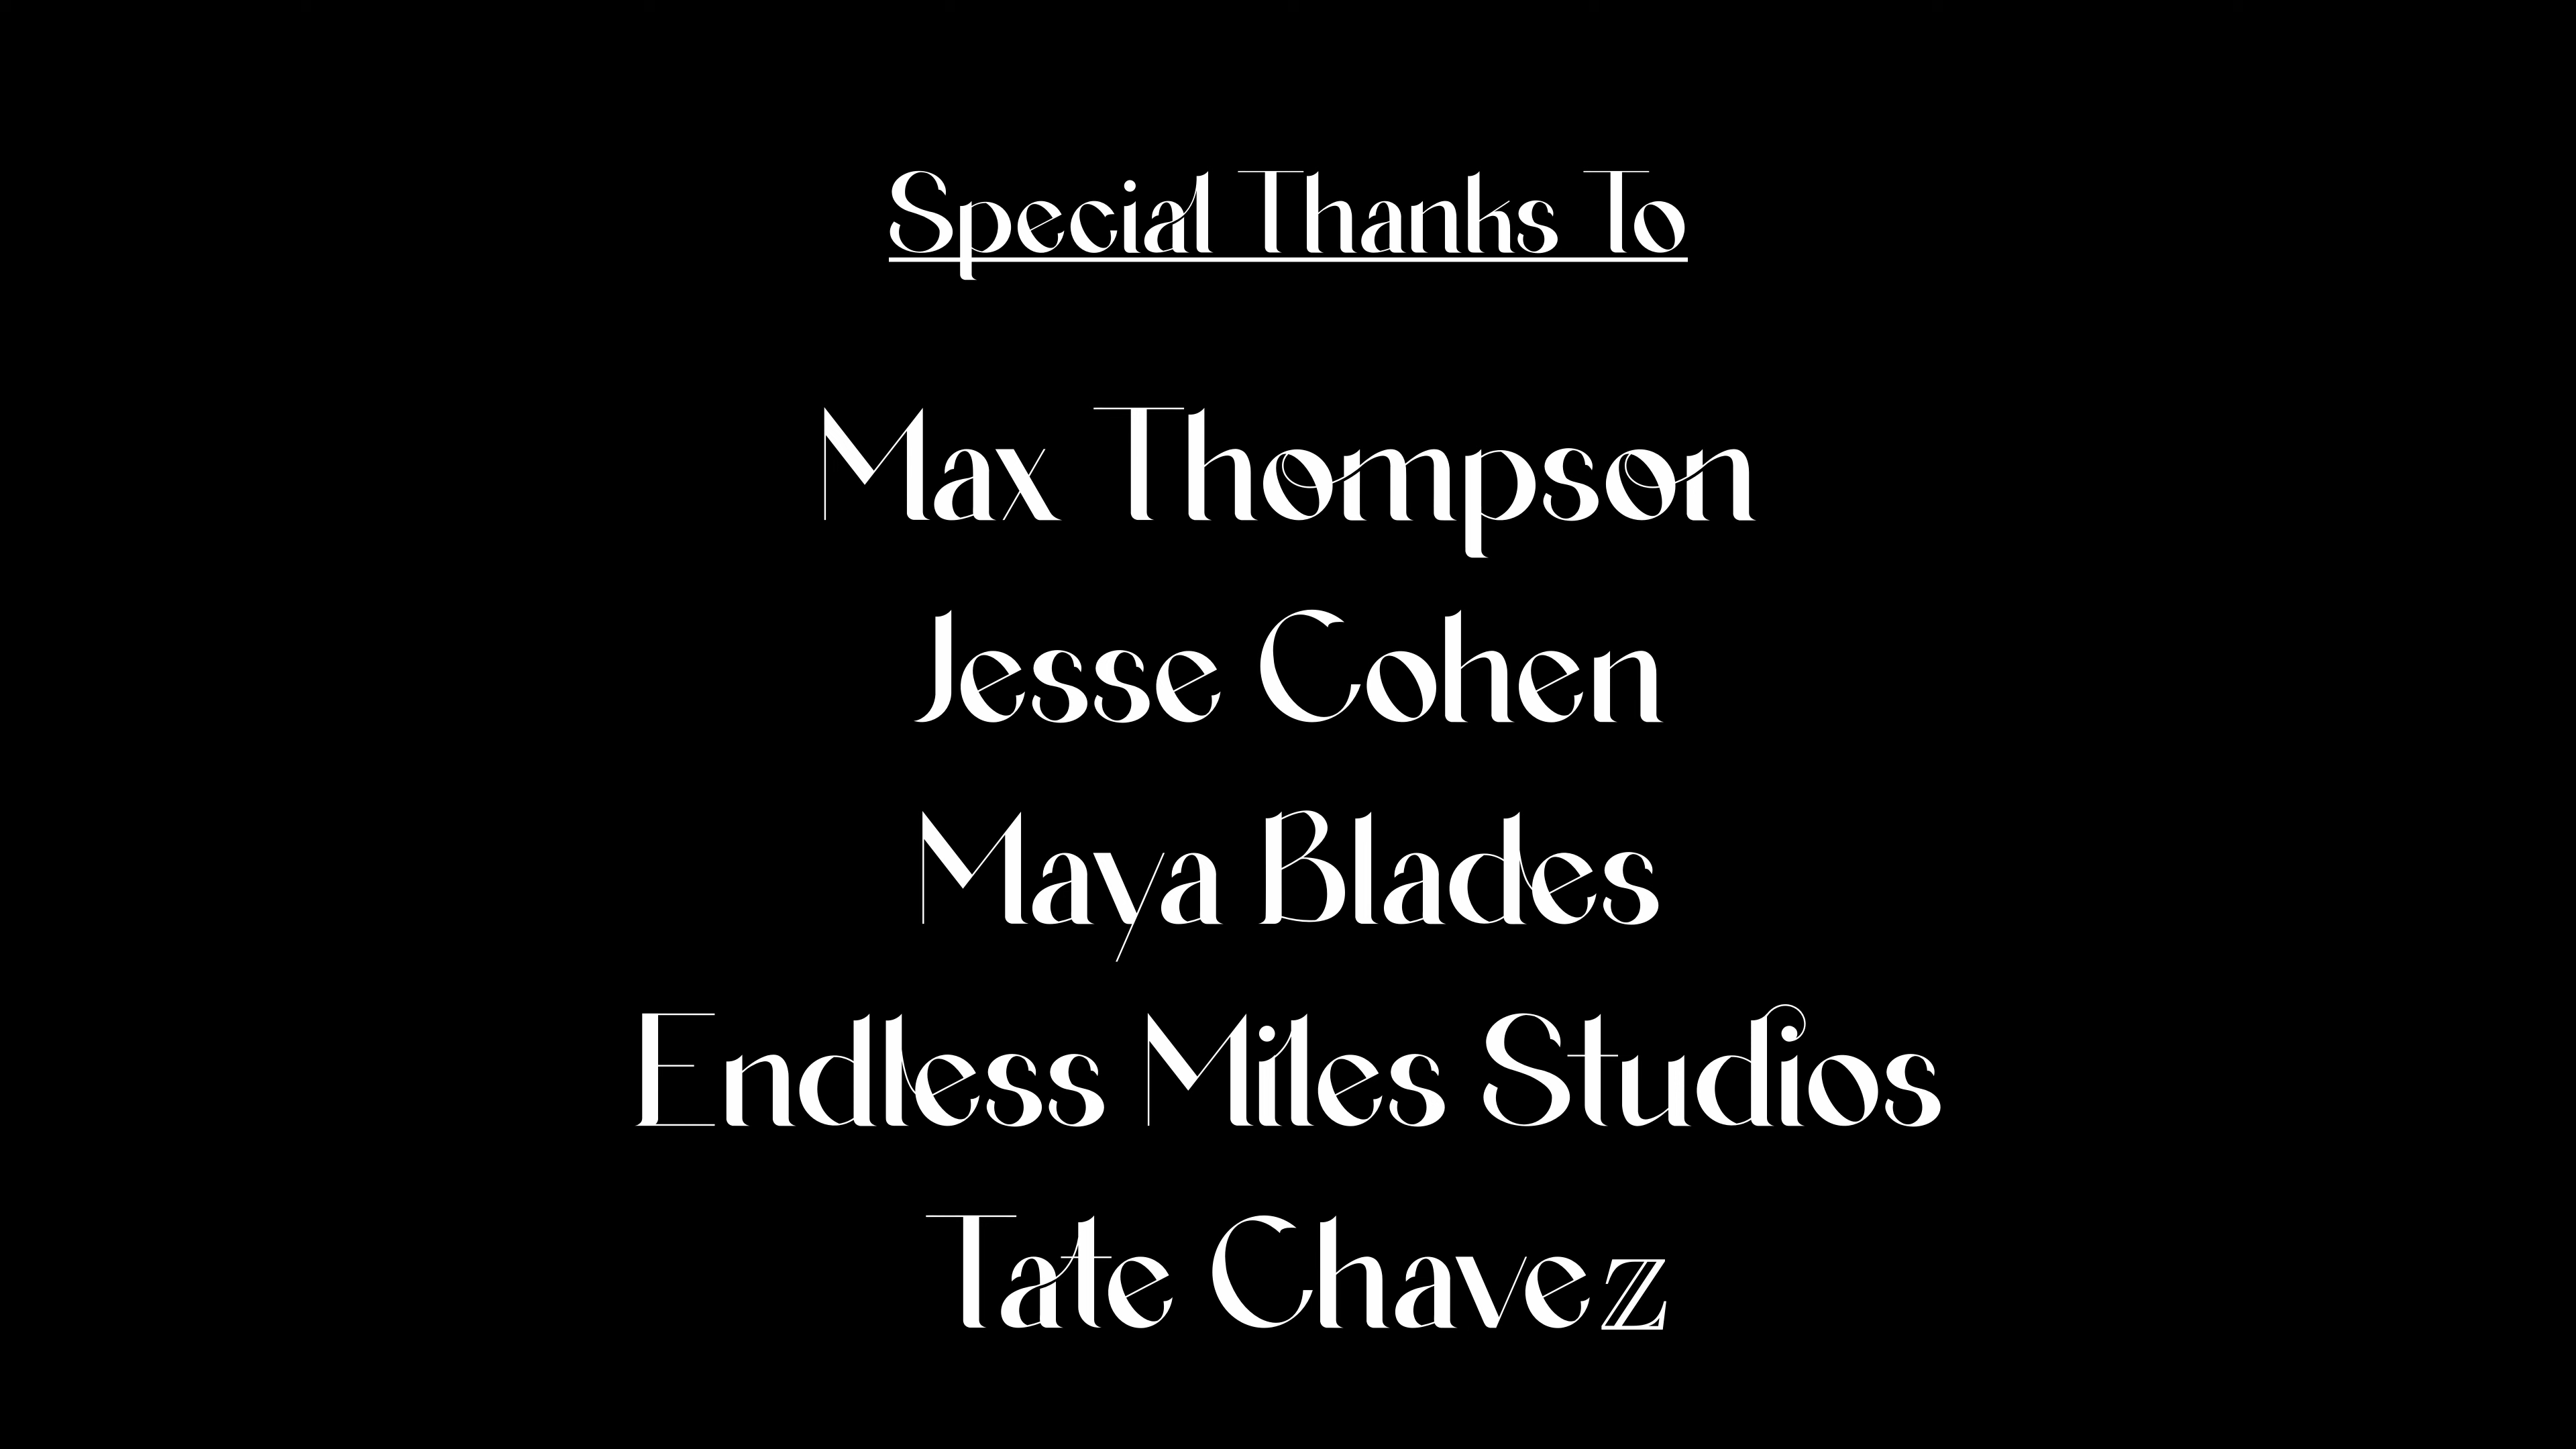 Special Thanks To
Max Thompson
Jesse Cohen
Maya Blades
Endless Miles Studios
Tate Chavez